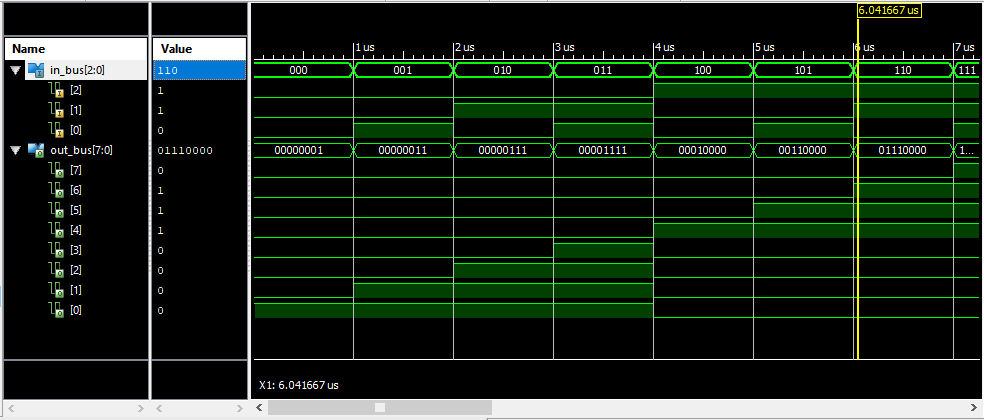 6.041667 us
Name Value 1 us 2 us 3 us 4 us 5 us 6 us 7 us
in_bus[2:0] 110 000 001 010 011 100 101 110 111
[2] 1
[1] 1
[0] 0
out_bus[7:0] 01110000 00000001 00000011 00000111 00001111 00010000 00110000 01110000 1...
[7] 0
[6] 1
[5] 1
[4] 1
[3] 0
[2] 0
[1] 0
[0] 0
X1: 6.041667 us